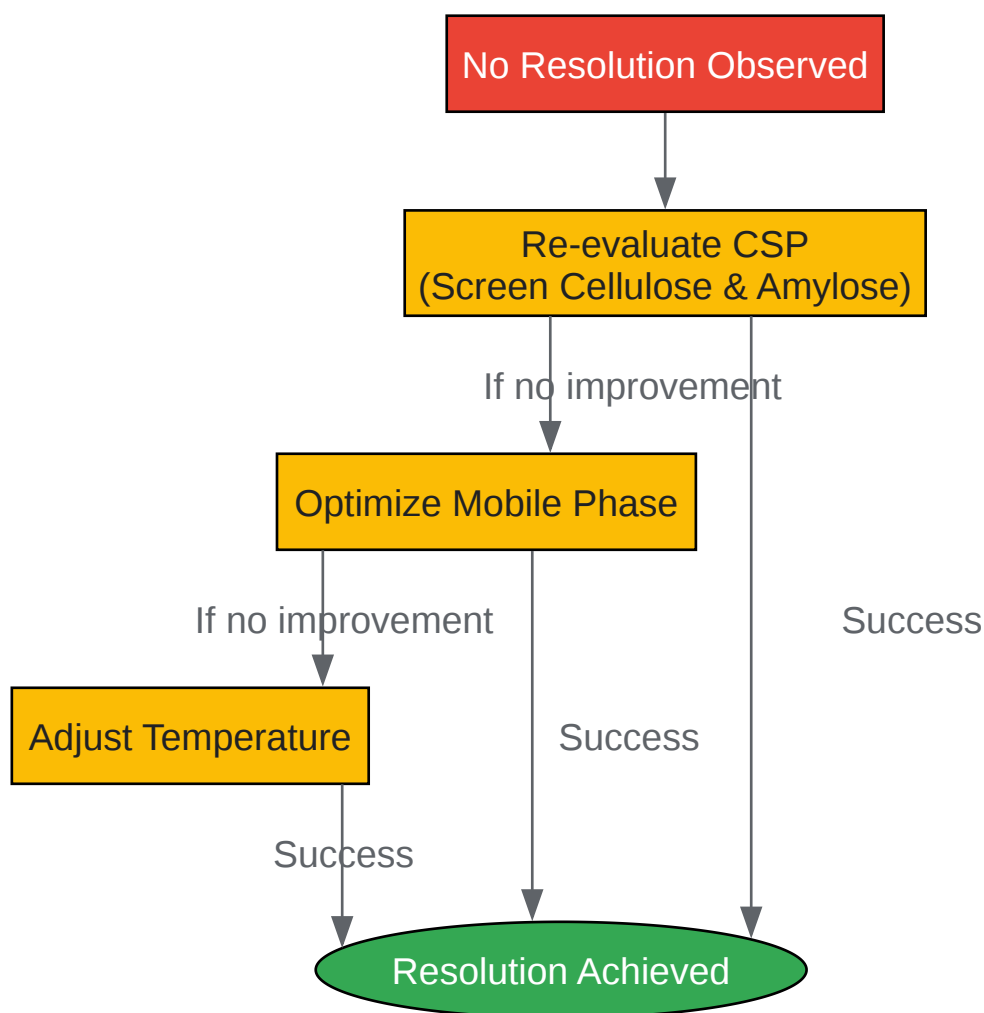 No Resolution Observed
Re-evaluate CSP
(Screen Cellulose & Amylose)
If no improvement
Optimize Mobile Phase
If no improvement
Success
Adjust Temperature
Success
Success
Resolution Achieved